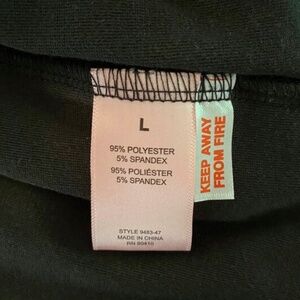 L
95% POLYESTER
5% SPANDEX
95% POLIÉSTER
5% SPANDEX
STYLE 9483-47
MADE IN CHINA
RN 90410
KEEP AWAY
FROM FIRE